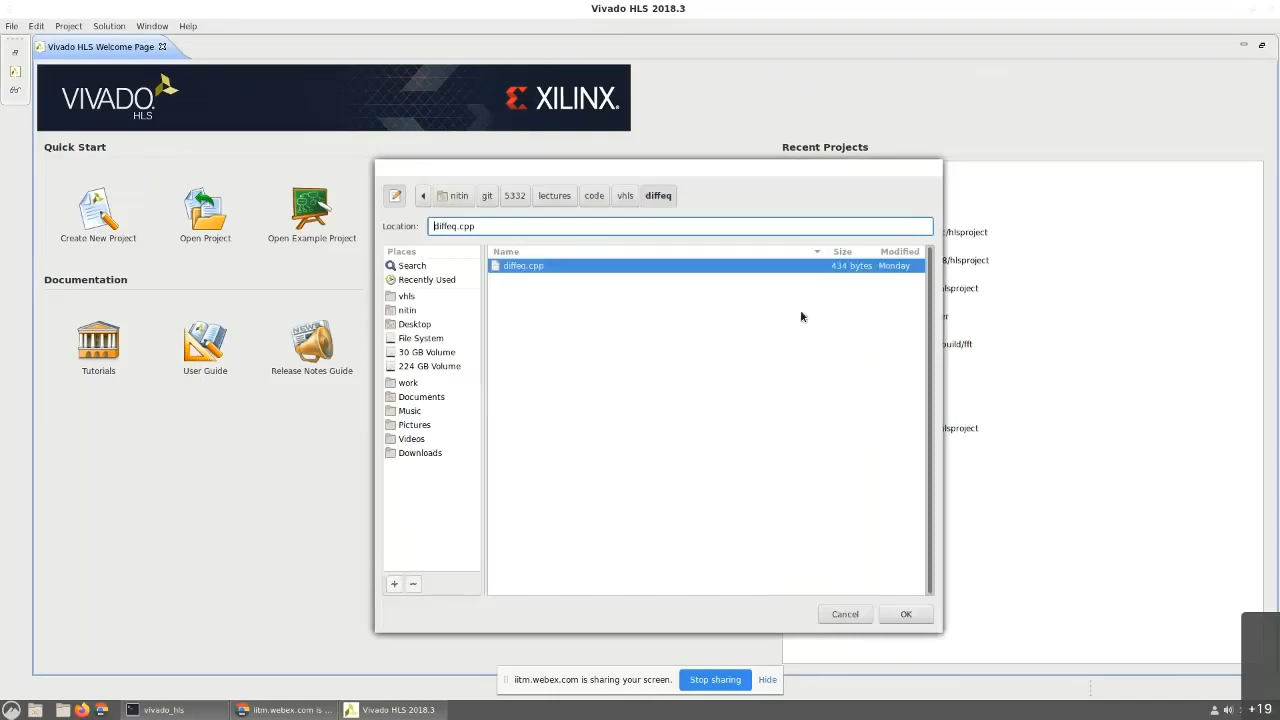 Vivado HLS 2018.3
File Edit Project Solution Window Help
Vivado HLS Welcome Page
VIVADO HLS
XILINX
Quick Start
Recent Projects
Create New Project Open Project Open Example Project
Documentation
Tutorials User Guide Release Notes Guide
nitin git 5332 lectures code vhls diffeq
Location: diffeq.cpp
Places Name Size Modified
diffeq.cpp 434 bytes Monday
Search
Recently Used
vhls
nitin
Desktop
File System
30 GB Volume
224 GB Volume
work
Documents
Music
Pictures
Videos
Downloads
Cancel OK
/hlsproject
/hlsproject
lsproject
er
build/fft
lsproject
iitm.webex.com is sharing your screen. Stop sharing Hide
vivado_hls iitm.webex.com is ... Vivado HLS 2018.3 +19